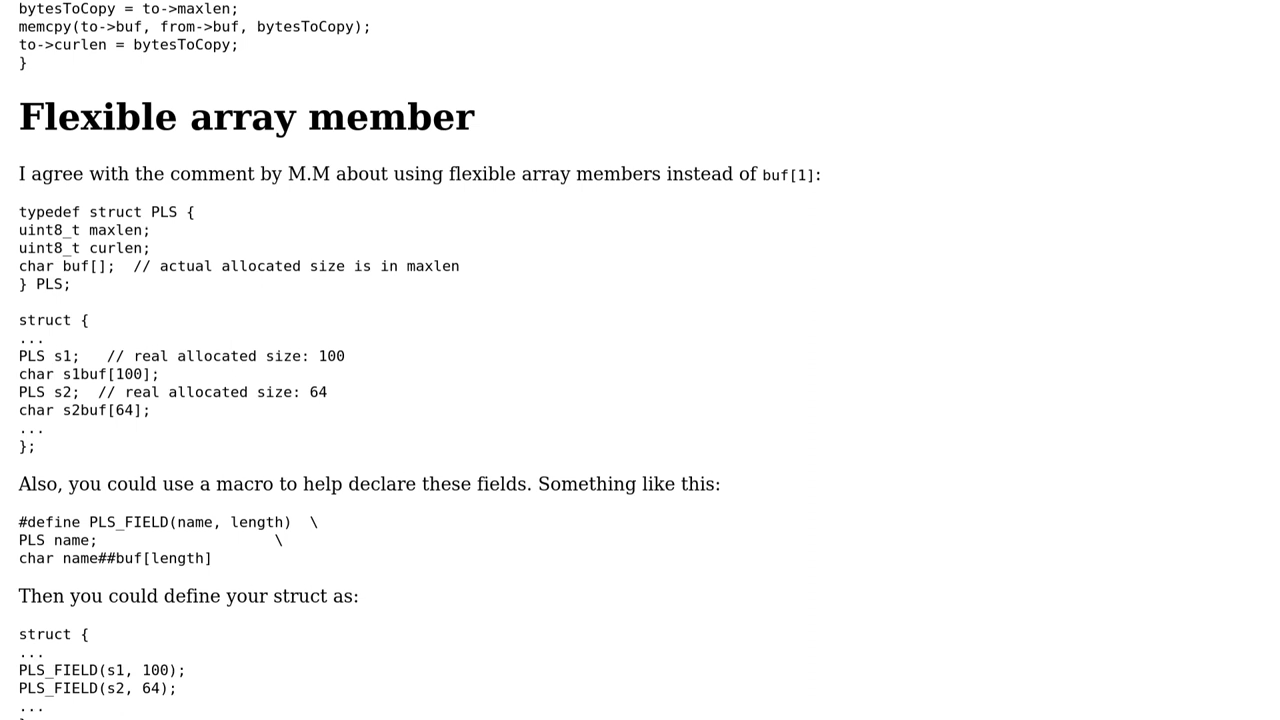 bytesToCopy = to->maxlen;
memcpy(to->buf, from->buf, bytesToCopy);
to->curlen = bytesToCopy;
}
Flexible array member
I agree with the comment by M.M about using flexible array members instead of buf[1]:
typedef struct PLS {
uint8_t maxlen;
uint8_t curlen;
char buf[];  // actual allocated size is in maxlen
} PLS;
struct {
...
PLS s1;   // real allocated size: 100
char s1buf[100];
PLS s2;  // real allocated size: 64
char s2buf[64];
...
};
Also, you could use a macro to help declare these fields. Something like this:
#define PLS_FIELD(name, length)  \
PLS name;                    \
char name##buf[length]
Then you could define your struct as:
struct {
...
PLS_FIELD(s1, 100);
PLS_FIELD(s2, 64);
...